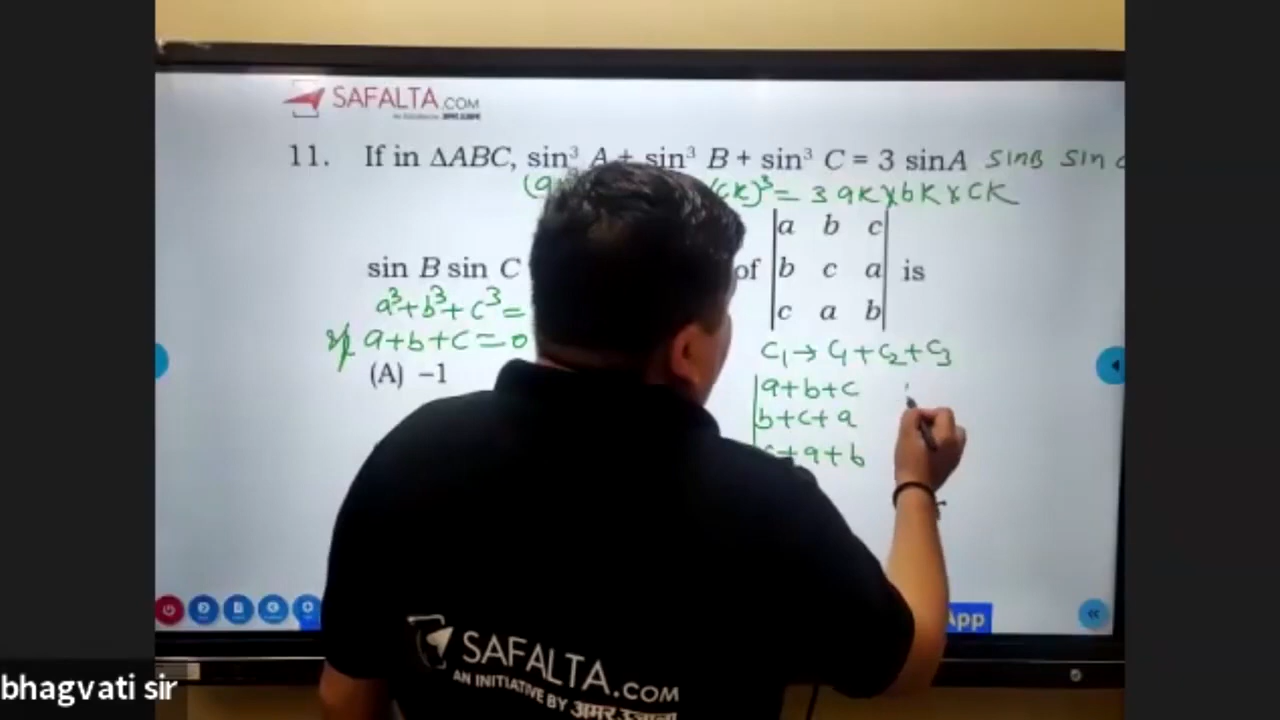 SAFALTA.COM
11. If in ΔABC, sin³ A + sin³ B + sin³ C = 3 sinA sinB sin
(ck)³ = 3 ak×bk×ck
sin B sin C of |a b c| is
|b c a|
|c a b|
a³+b³+c³=
if a+b+c=0
C₁→C₁+C₂+C₃
(A) −1
a+b+c
b+c+a
c+a+b
App
SAFALTA.COM
AN INITIATIVE BY अमर उजाला
bhagvati sir